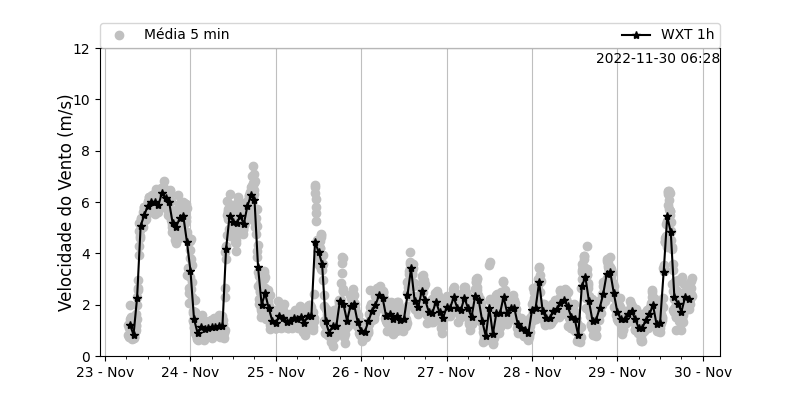 Média 5 min
WXT 1h
2022-11-30 06:28
Velocidade do Vento (m/s)
12
10
8
6
4
2
0
23 - Nov
24 - Nov
25 - Nov
26 - Nov
27 - Nov
28 - Nov
29 - Nov
30 - Nov